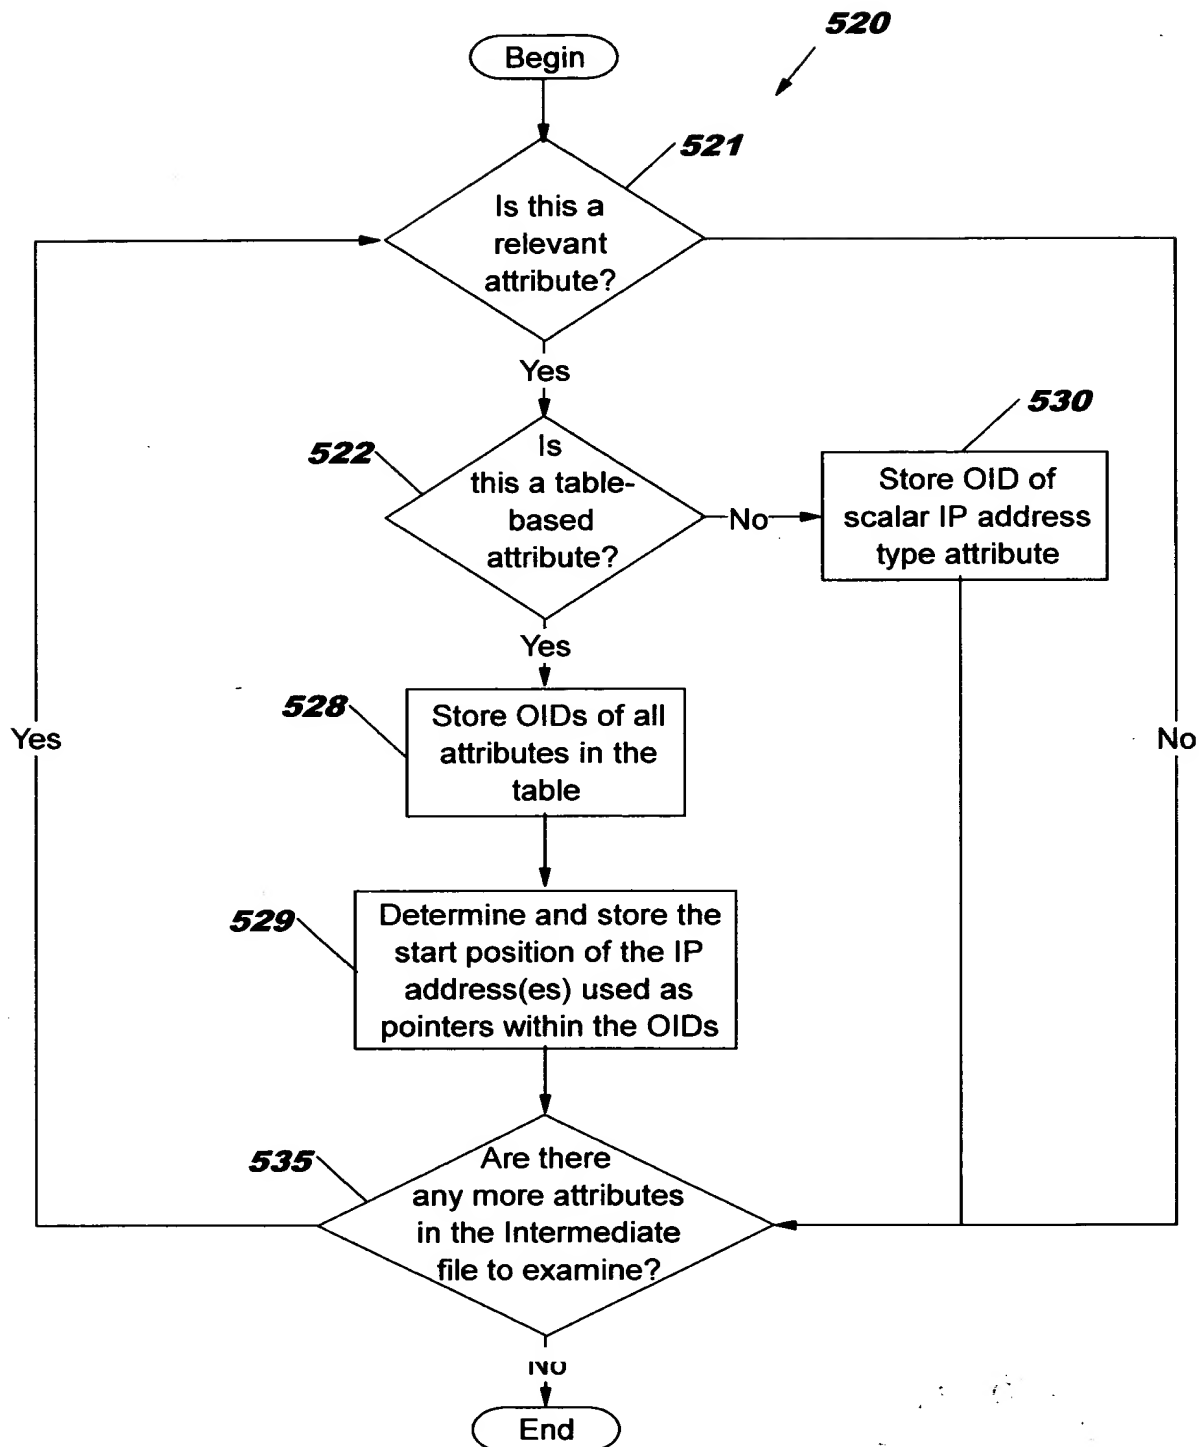 520
Begin
521
Is this a
relevant
attribute?
Yes
530
522
Is
this a table-
based
attribute?
No
Store OID of
scalar IP address
type attribute
Yes
528
Store OIDs of all
attributes in the
table
Yes
No
529
Determine and store the
start position of the IP
address(es) used as
pointers within the OIDs
535
Are there
any more attributes
in the Intermediate
file to examine?
No
End